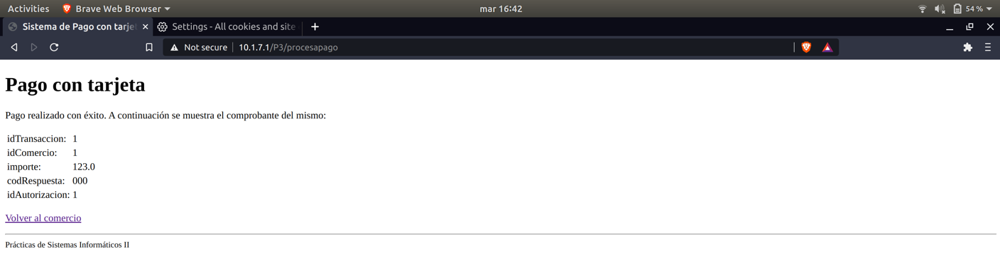 Activities Brave Web Browser mar 16:42 54 %
Sistema de Pago con tarjet Settings - All cookies and site
Not secure 10.1.7.1/P3/procesapago
Pago con tarjeta
Pago realizado con éxito. A continuación se muestra el comprobante del mismo:
idTransaccion: 1
idComercio: 1
importe: 123.0
codRespuesta: 000
idAutorizacion: 1
Volver al comercio
Prácticas de Sistemas Informáticos II